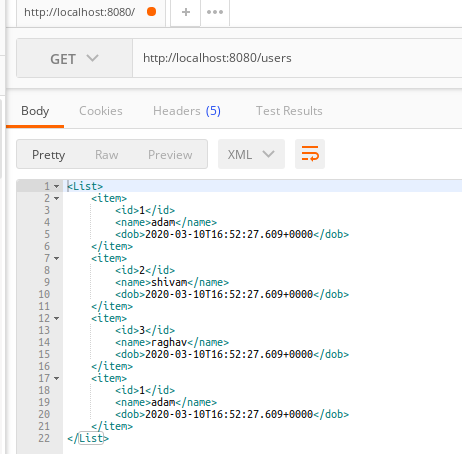 http://localhost:8080/
+
•••
GET
http://localhost:8080/users
Body Cookies Headers (5) Test Results
Pretty Raw Preview XML
1 <List>
2 <item>
3 <id>1</id>
4 <name>adam</name>
5 <dob>2020-03-10T16:52:27.609+0000</dob>
6 </item>
7 <item>
8 <id>2</id>
9 <name>shivam</name>
10 <dob>2020-03-10T16:52:27.609+0000</dob>
11 </item>
12 <item>
13 <id>3</id>
14 <name>raghav</name>
15 <dob>2020-03-10T16:52:27.609+0000</dob>
16 </item>
17 <item>
18 <id>1</id>
19 <name>adam</name>
20 <dob>2020-03-10T16:52:27.609+0000</dob>
21 </item>
22 </List>